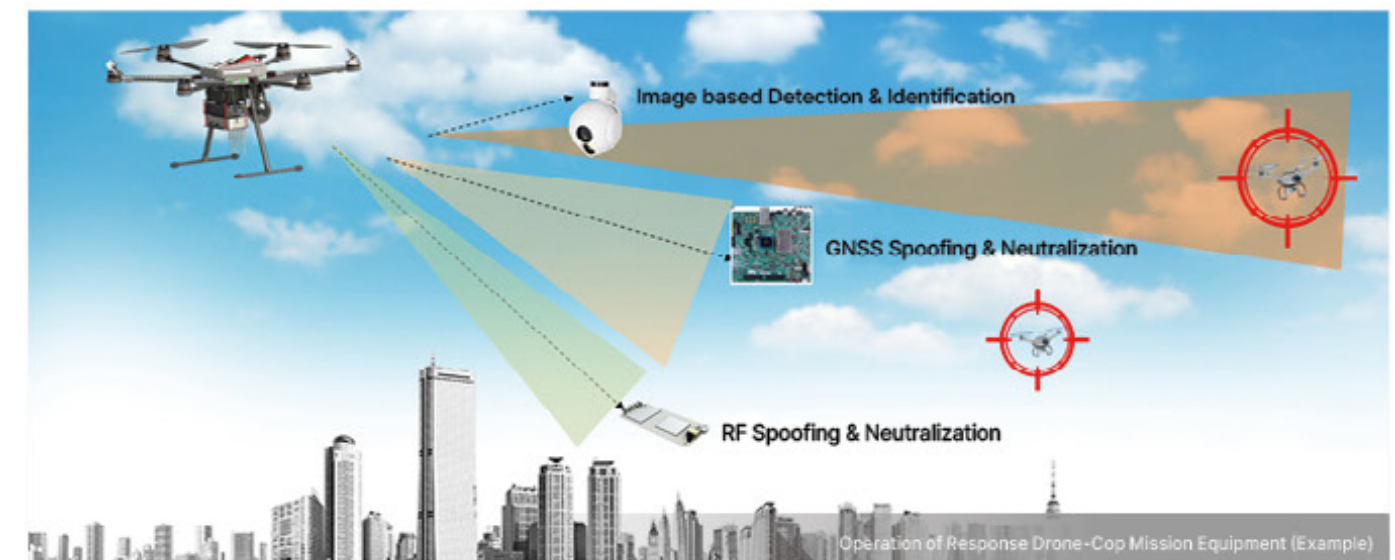 Image based Detection & Identification
GNSS Spoofing & Neutralization
RF Spoofing & Neutralization
Operation of Response Drone-Cop Mission Equipment (Example)